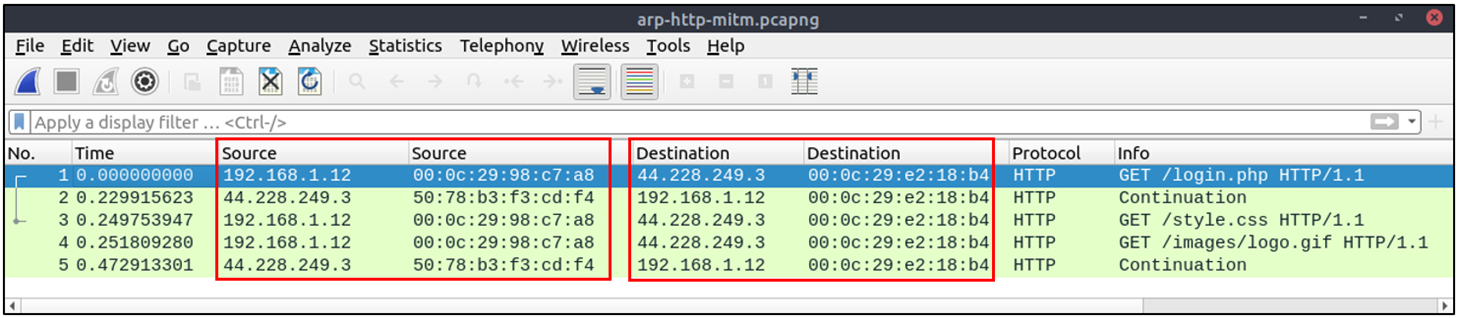 arp-http-mitm.pcapng
File Edit View Go Capture Analyze Statistics Telephony Wireless Tools Help
Apply a display filter … <Ctrl-/>
No. Time Source Source Destination Destination Protocol Info
1 0.000000000 192.168.1.12 00:0c:29:98:c7:a8 44.228.249.3 00:0c:29:e2:18:b4 HTTP GET /login.php HTTP/1.1
2 0.229915623 44.228.249.3 50:78:b3:f3:cd:f4 192.168.1.12 00:0c:29:e2:18:b4 HTTP Continuation
3 0.249753947 192.168.1.12 00:0c:29:98:c7:a8 44.228.249.3 00:0c:29:e2:18:b4 HTTP GET /style.css HTTP/1.1
4 0.251809280 192.168.1.12 00:0c:29:98:c7:a8 44.228.249.3 00:0c:29:e2:18:b4 HTTP GET /images/logo.gif HTTP/1.1
5 0.472913301 44.228.249.3 50:78:b3:f3:cd:f4 192.168.1.12 00:0c:29:e2:18:b4 HTTP Continuation